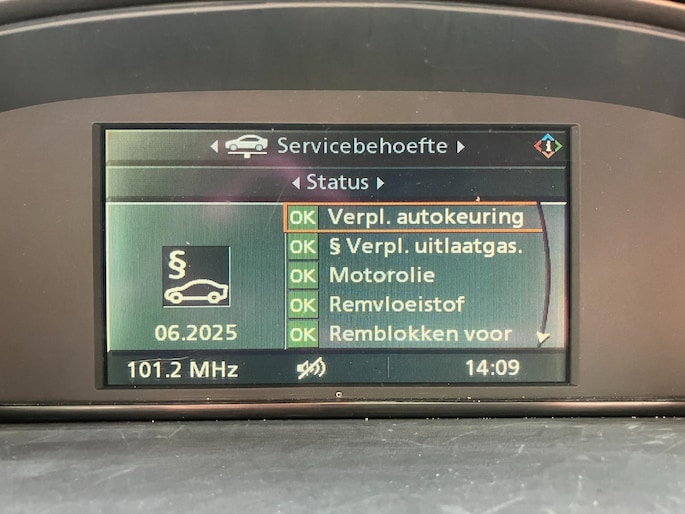 Servicebehoefte
Status
OK Verpl. autokeuring
OK § Verpl. uitlaatgas.
OK Motorolie
OK Remvloeistof
OK Remblokken voor
§
06.2025
101.2 MHz
14:09